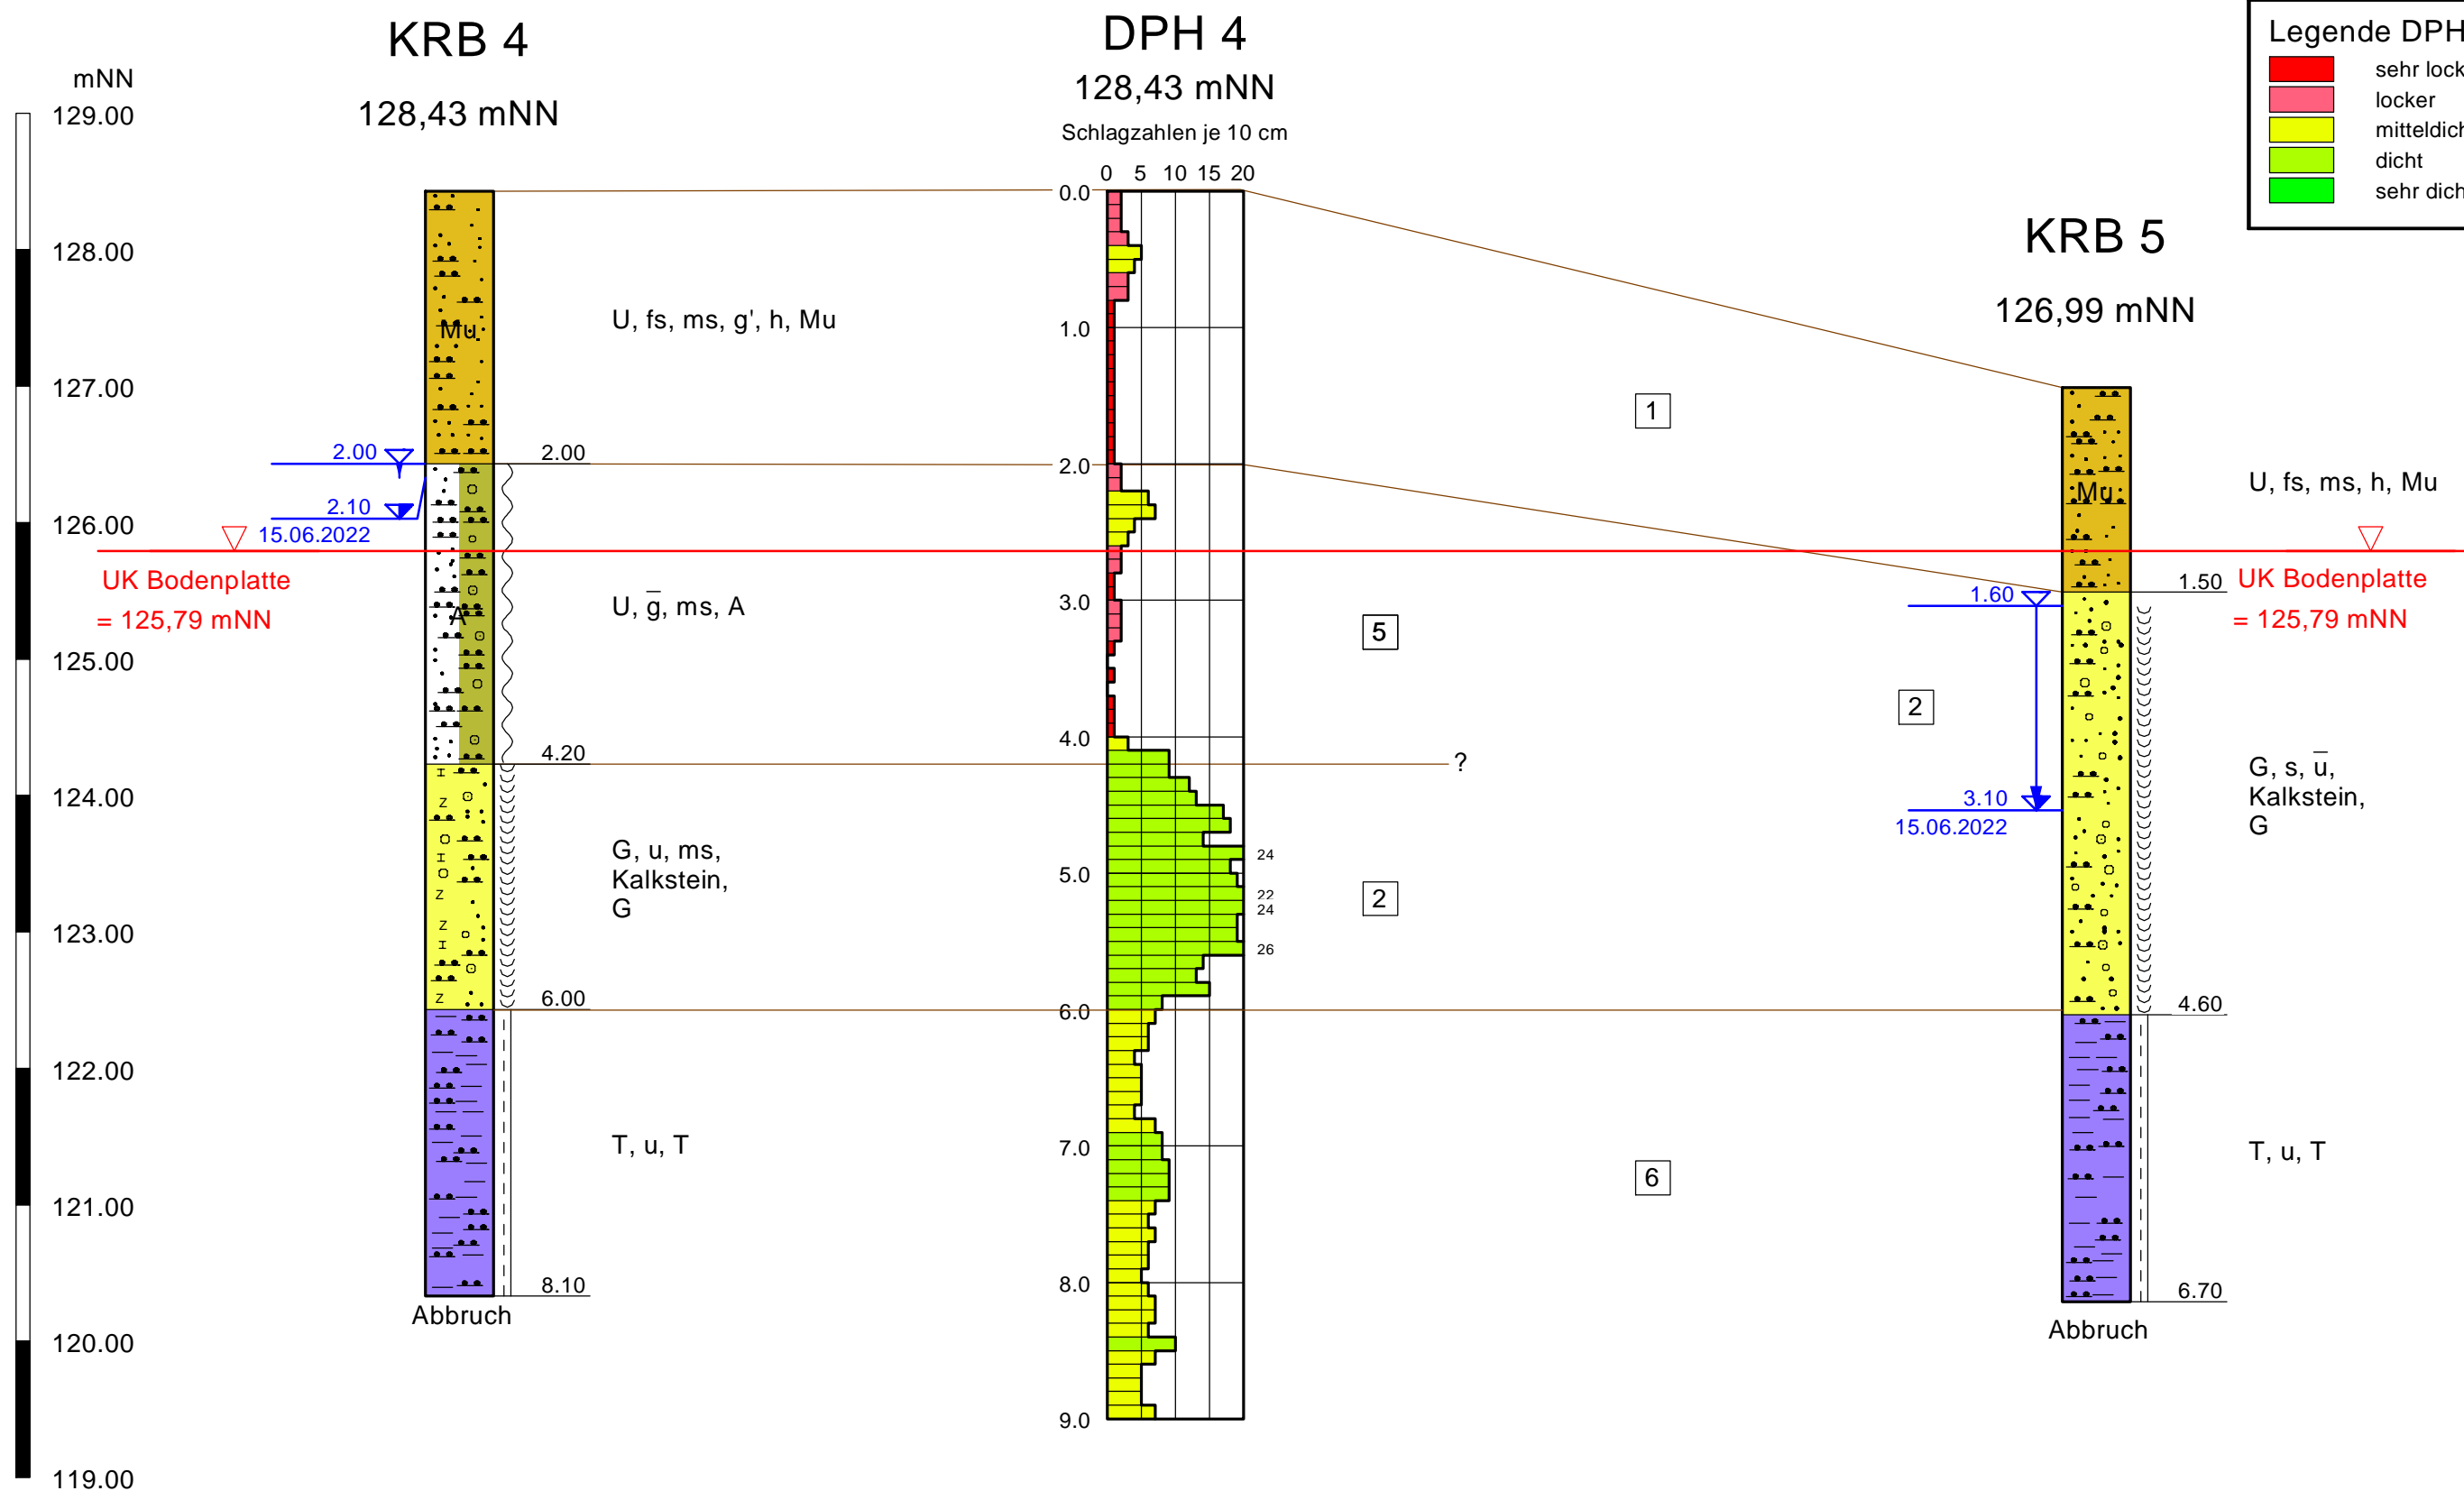 KRB 4
128,43 mNN
mNN
129.00
128.00
127.00
126.00
125.00
124.00
123.00
122.00
121.00
120.00
119.00
Mu
U, fs, ms, g', h, Mu
2.00
2.00
2.10
15.06.2022
UK Bodenplatte
= 125,79 mNN
A
U, g̅, ms, A
4.20
G, u, ms,
Kalkstein,
G
6.00
T, u, T
8.10
Abbruch
DPH 4
128,43 mNN
Schlagzahlen je 10 cm
0 5 10 15 20
0.0
1.0
2.0
3.0
4.0
5.0
6.0
7.0
8.0
9.0
24
22
24
26
1
5
?
2
2
6
KRB 5
126,99 mNN
Mu
U, fs, ms, h, Mu
1.50
UK Bodenplatte
= 125,79 mNN
1.60
3.10
15.06.2022
G, s, u̅,
Kalkstein,
G
4.60
T, u, T
6.70
Abbruch
Legende DPH
sehr lock
locker
mitteldich
dicht
sehr dich